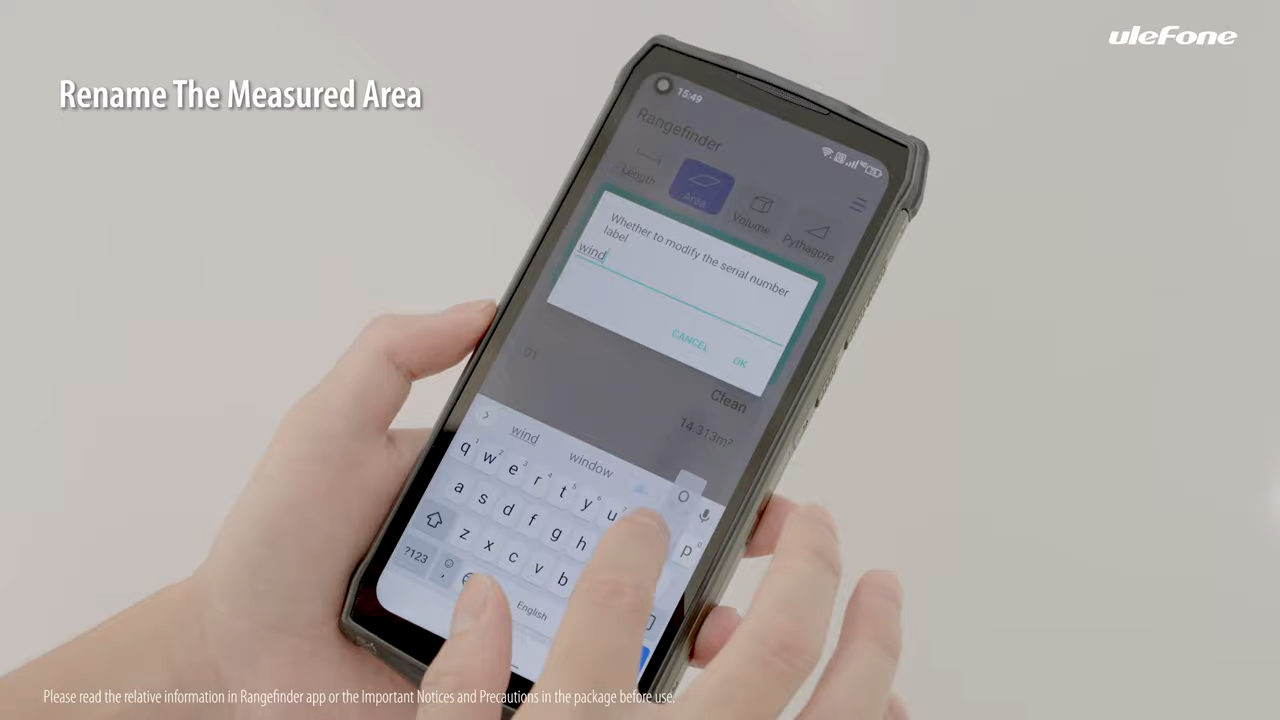 ulefone
Rename The Measured Area
15:49
Rangefinder
Length
Area
Volume
Pythagore
Whether to modify the serial number
label
wind
CANCEL
OK
01
Clean
14.313m²
wind
window
q w e r t y u O p
a s d f g h
z x c v b
?123
English
Please read the relative information in Rangefinder app or the Important Notices and Precautions in the package before use.